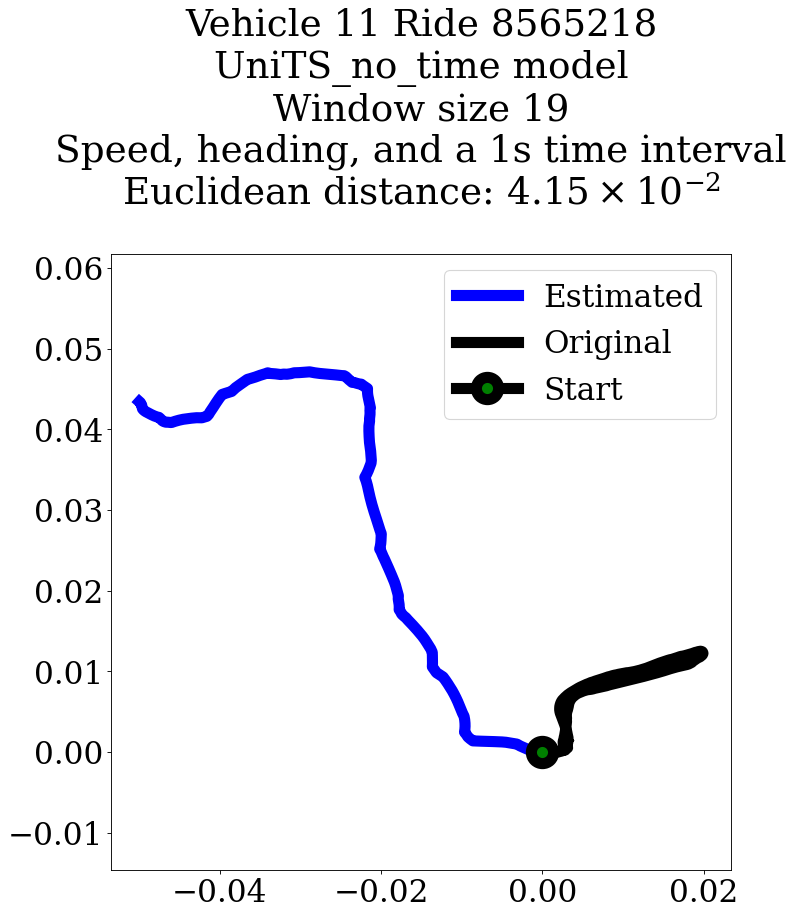 Vehicle 11 Ride 8565218
UniTS_no_time model
Window size 19
Speed, heading, and a 1s time interval
Euclidean distance: 4.15 × 10⁻²
0.06
0.05
0.04
0.03
0.02
0.01
0.00
−0.01
Estimated
Original
Start
−0.04 −0.02 0.00 0.02